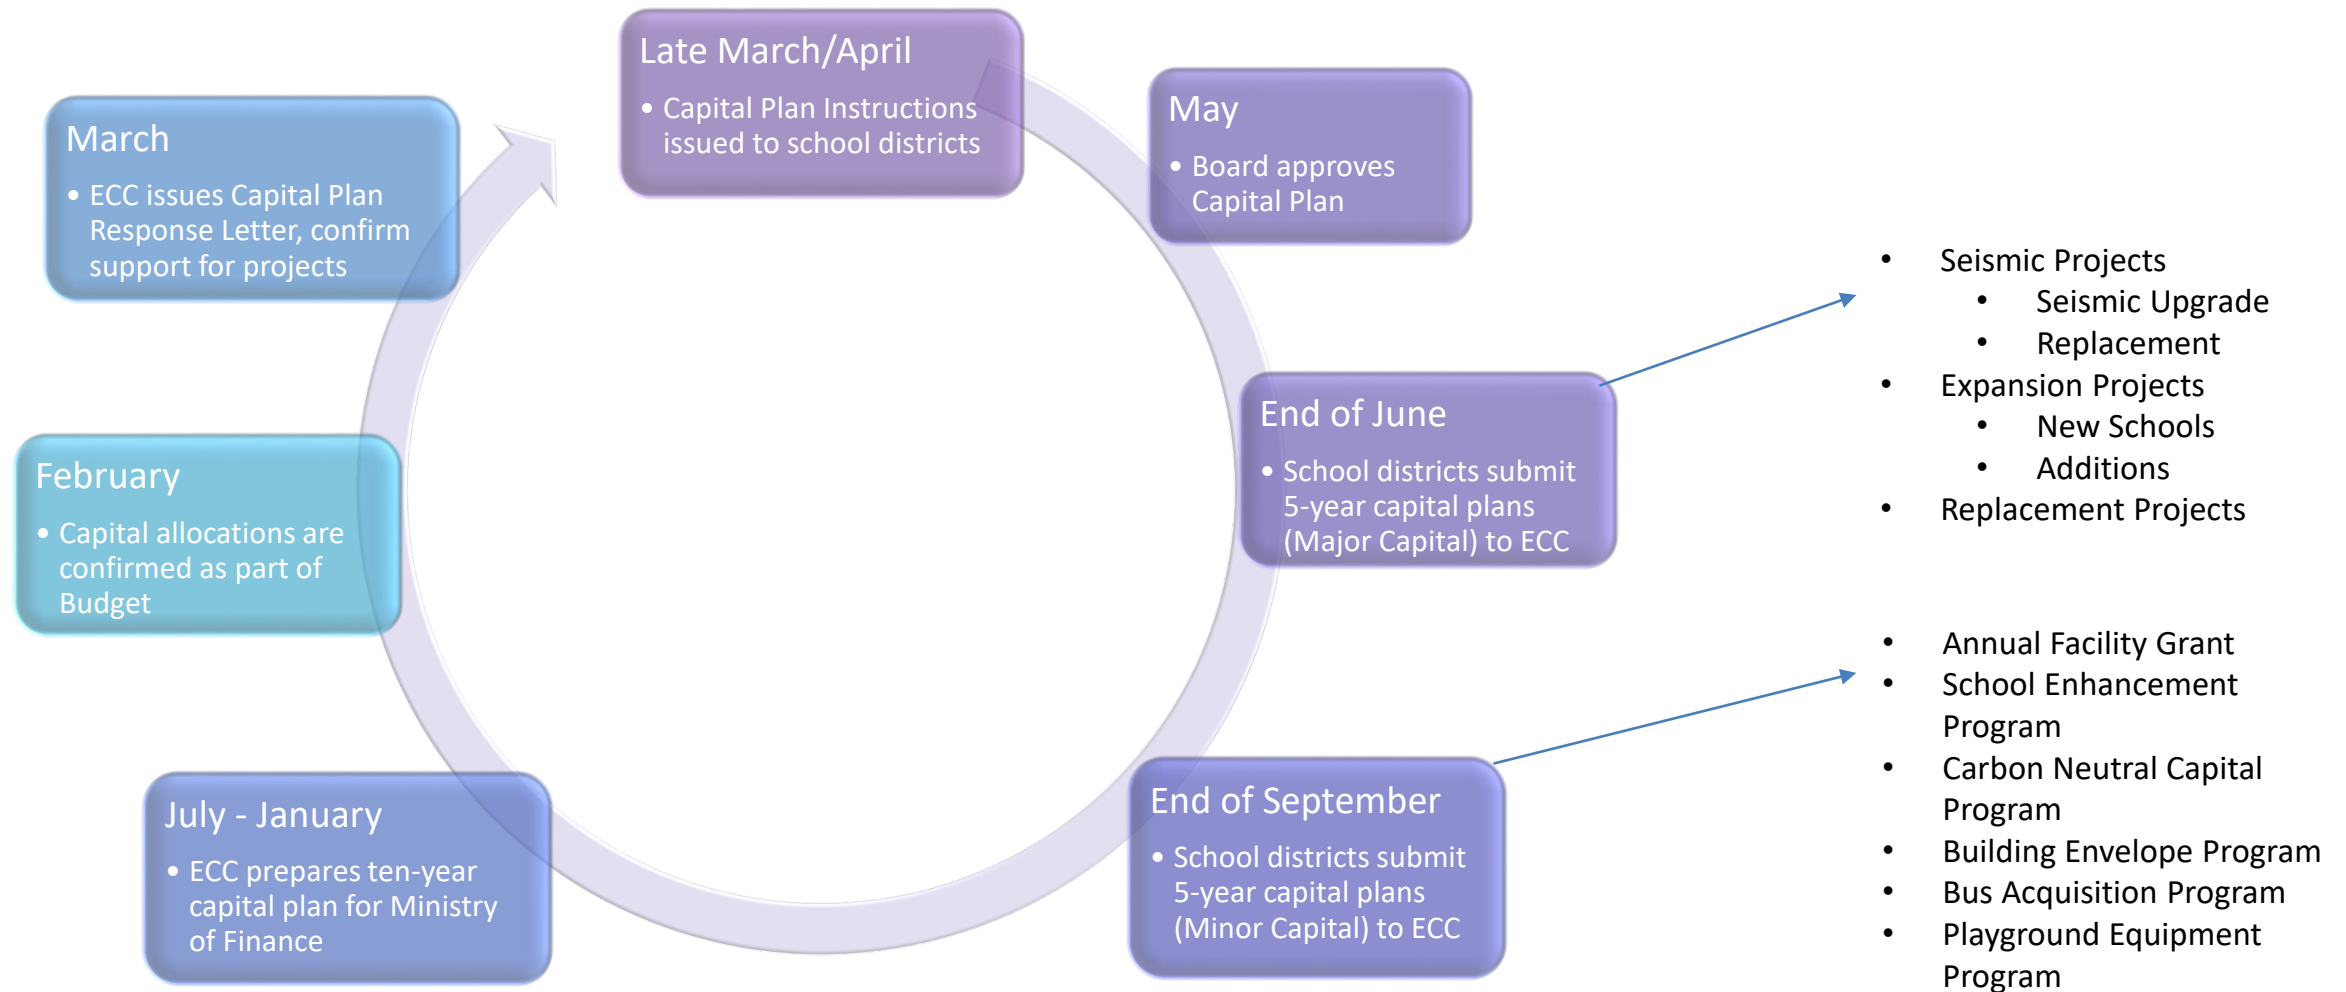 Late March/April
• Capital Plan Instructions
issued to school districts
May
• Board approves
Capital Plan
End of June
• School districts submit
5-year capital plans
(Major Capital) to ECC
• Seismic Projects
• Seismic Upgrade
• Replacement
• Expansion Projects
• New Schools
• Additions
• Replacement Projects
End of September
• School districts submit
5-year capital plans
(Minor Capital) to ECC
• Annual Facility Grant
• School Enhancement
Program
• Carbon Neutral Capital
Program
• Building Envelope Program
• Bus Acquisition Program
• Playground Equipment
Program
July - January
• ECC prepares ten-year
capital plan for Ministry
of Finance
February
• Capital allocations are
confirmed as part of
Budget
March
• ECC issues Capital Plan
Response Letter, confirm
support for projects